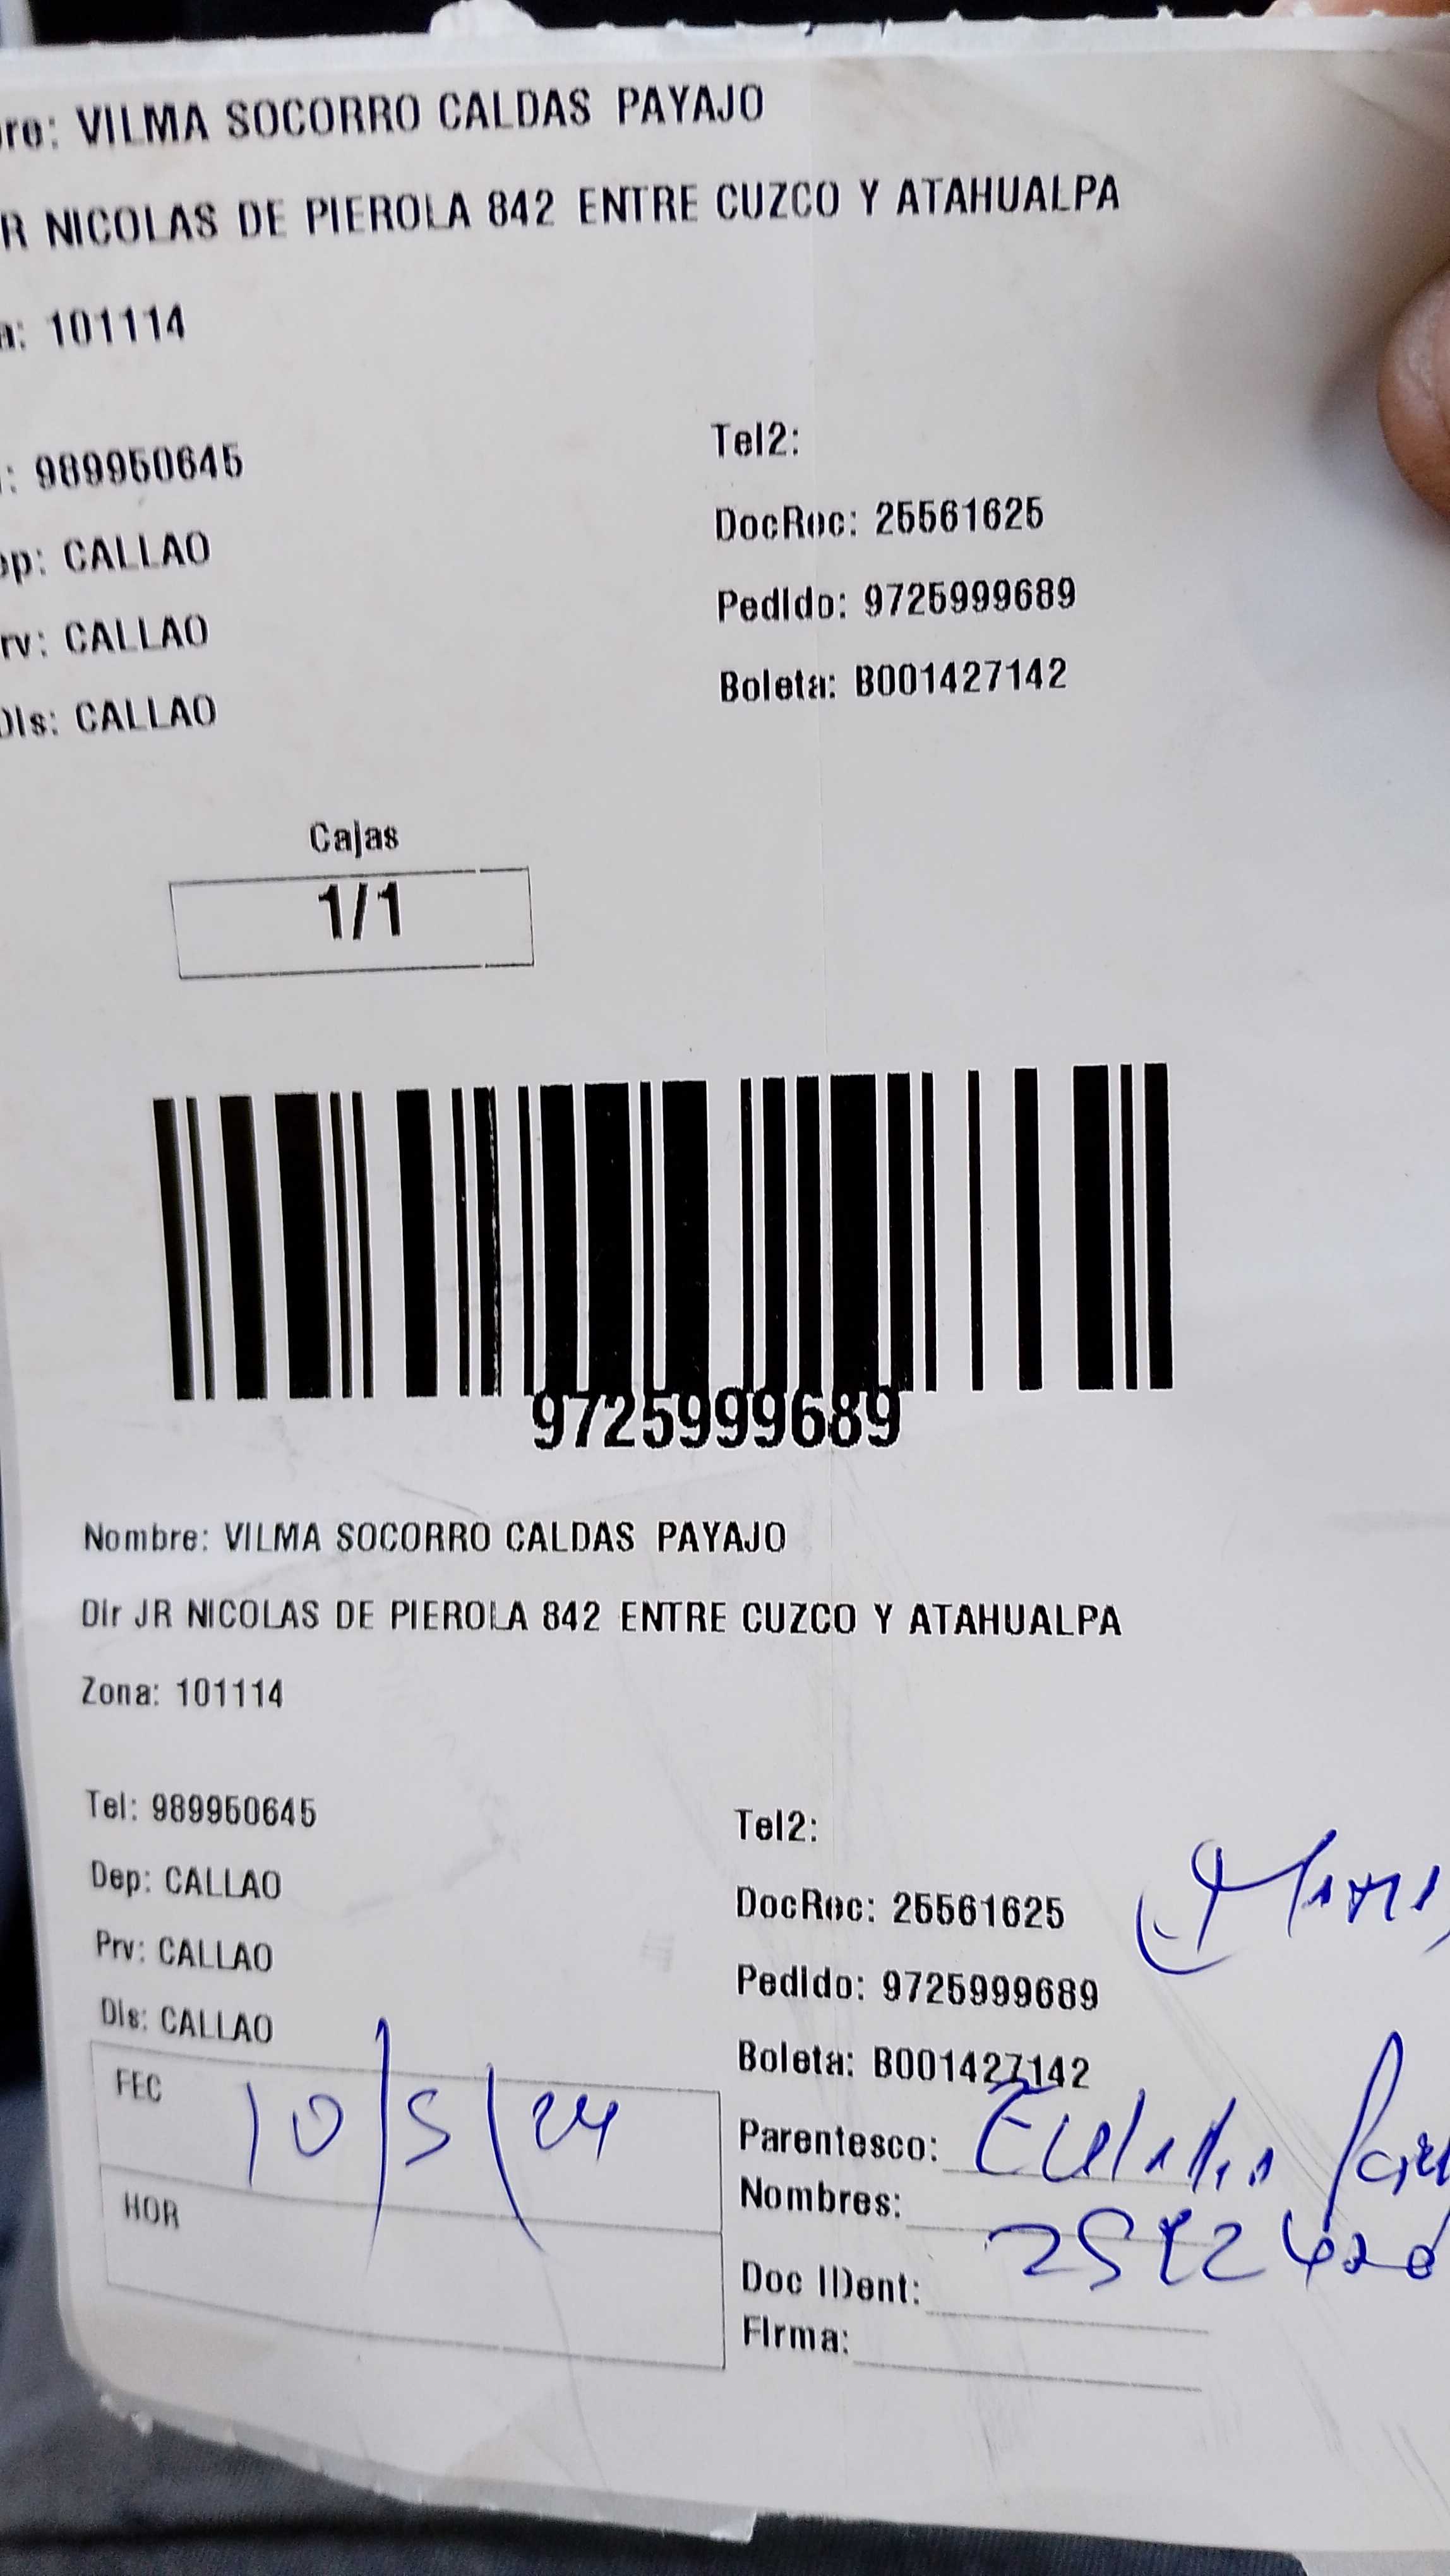 re: VILMA SOCORRO CALDAS PAYAJO
R NICOLAS DE PIEROLA 842 ENTRE CUZCO Y ATAHUALPA
a: 101114
: 989950645
Tel2:
DocRec: 25561625
p: CALLAO
Pedido: 9725999689
rv: CALLAO
Boleta: B001427142
Dis: CALLAO
Cajas
1/1
9725999689
Nombre: VILMA SOCORRO CALDAS PAYAJO
Dir JR NICOLAS DE PIEROLA 842 ENTRE CUZCO Y ATAHUALPA
Zona: 101114
Tel: 989950645
Tel2:
Dep: CALLAO
DocRec: 25561625
Prv: CALLAO
Pedido: 9725999689
Dis: CALLAO
Boleta: B001427142
FEC 10/5/24
Parentesco:
HOR
Nombres:
Doc IDent:
Firma: